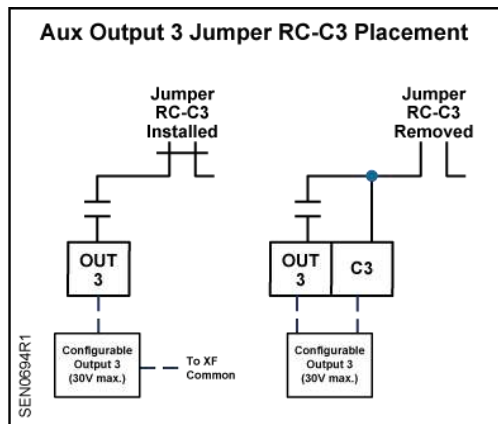 Aux Output 3 Jumper RC-C3 Placement
Jumper
RC-C3
Installed
OUT
3
Configurable
Output 3
(30V max.)
To XF
Common
Jumper
RC-C3
Removed
OUT
3
C3
Configurable
Output 3
(30V max.)
SEN0694R1